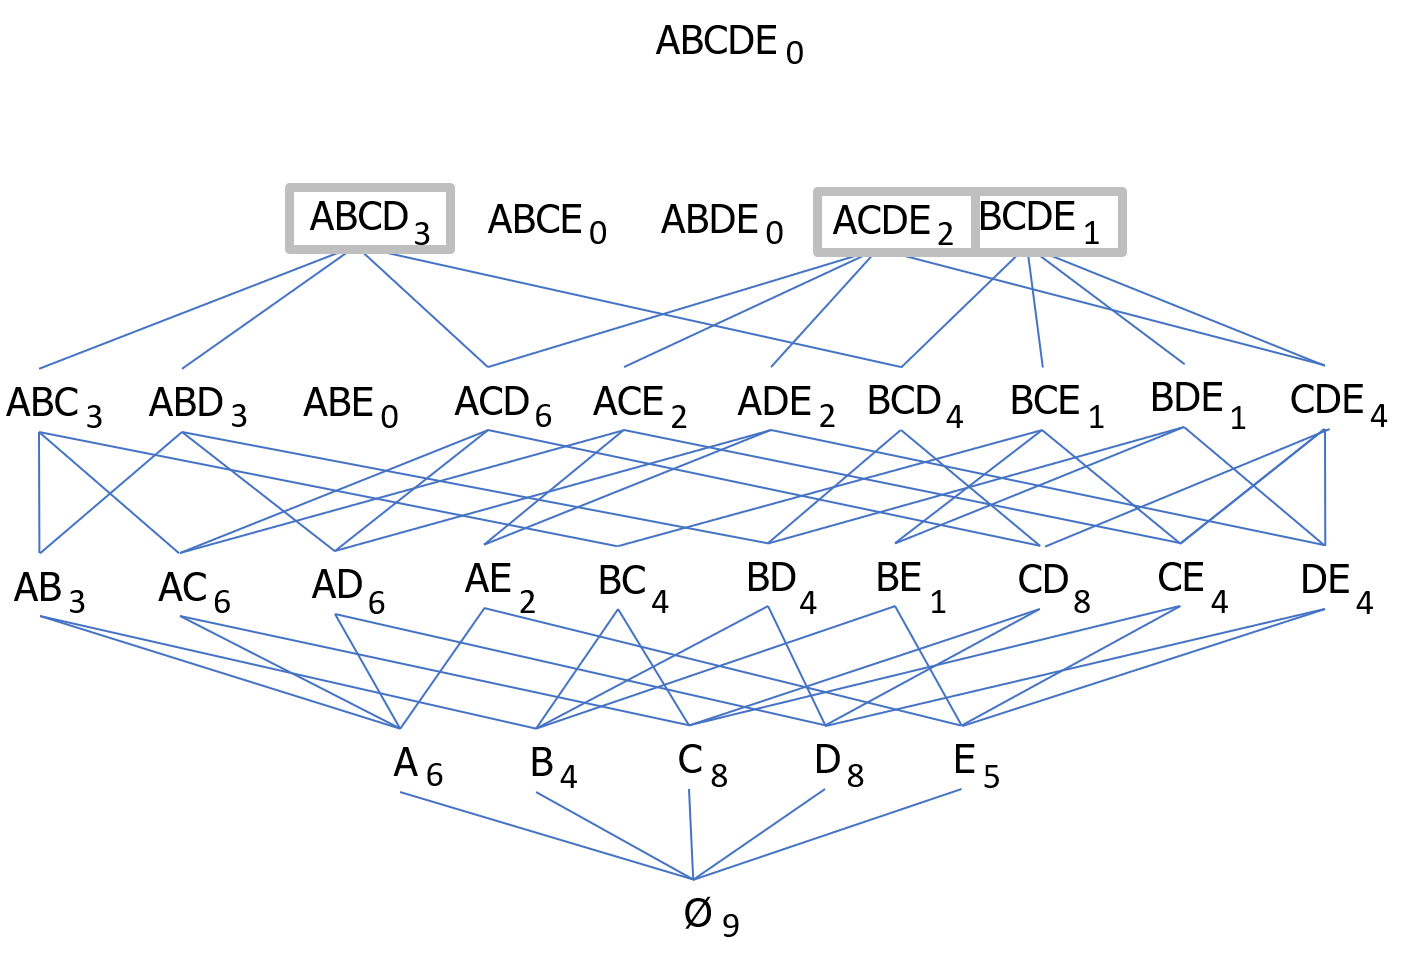 ABCDE 0
ABCD 3 ABCE 0 ABDE 0 ACDE 2 BCDE 1
ABC 3 ABD 3 ABE 0 ACD 6 ACE 2 ADE 2 BCD 4 BCE 1 BDE 1 CDE 4
AB 3 AC 6 AD 6 AE 2 BC 4 BD 4 BE 1 CD 8 CE 4 DE 4
A 6 B 4 C 8 D 8 E 5
Ø 9